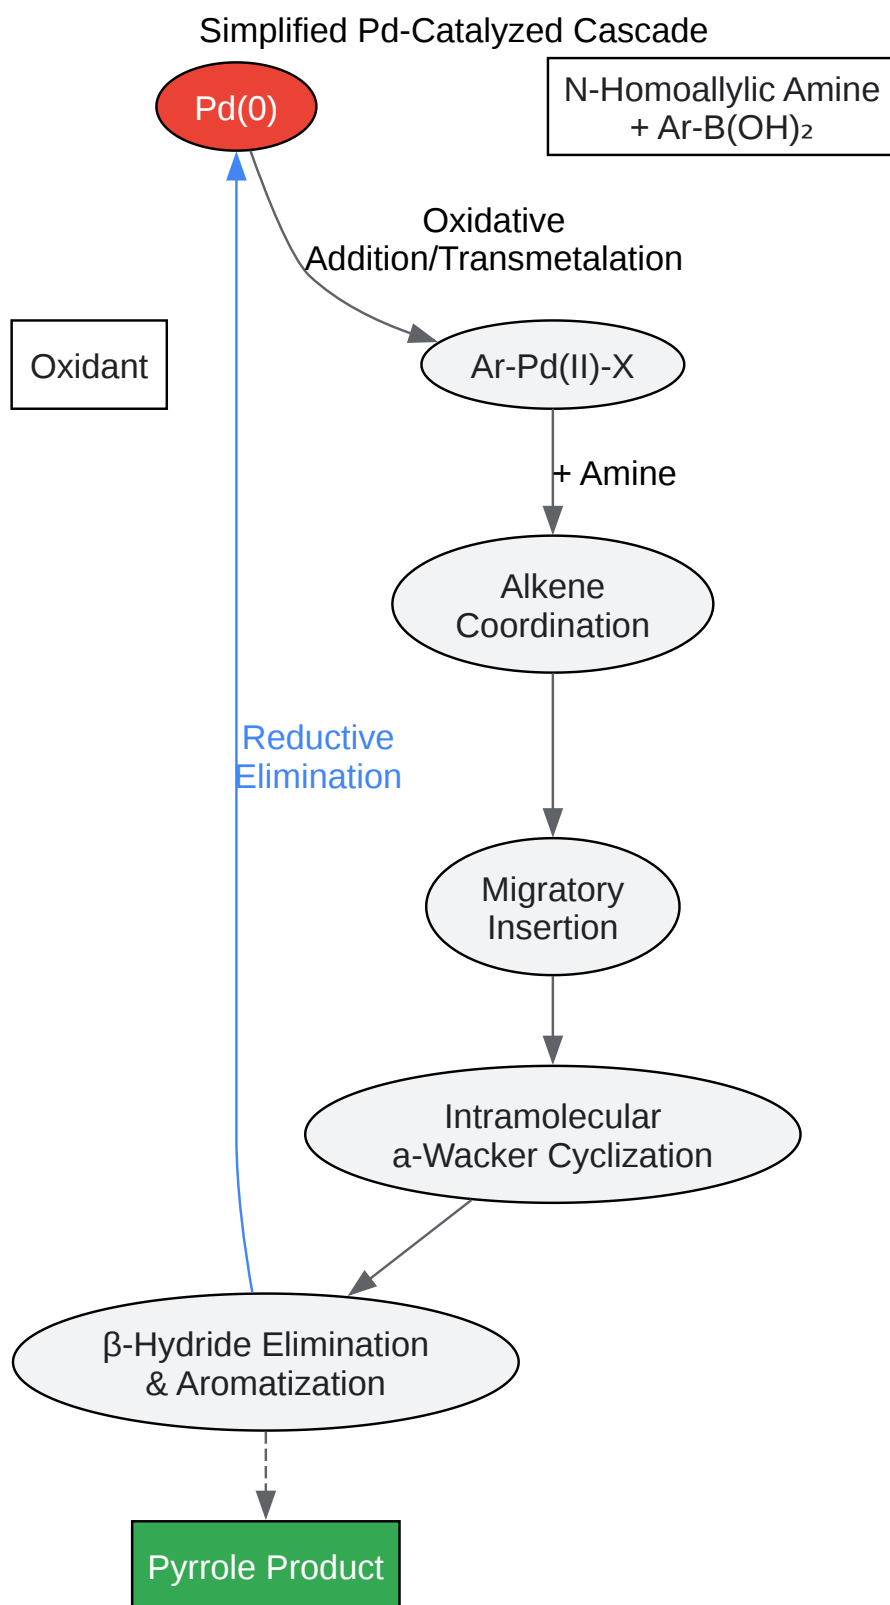 Simplified Pd-Catalyzed Cascade
Pd(0)
N-Homoallylic Amine
+ Ar-B(OH)₂
Oxidative
Addition/Transmetalation
Oxidant
Ar-Pd(II)-X
+ Amine
Alkene
Coordination
Reductive
Elimination
Migratory
Insertion
Intramolecular
a-Wacker Cyclization
β-Hydride Elimination
& Aromatization
Pyrrole Product